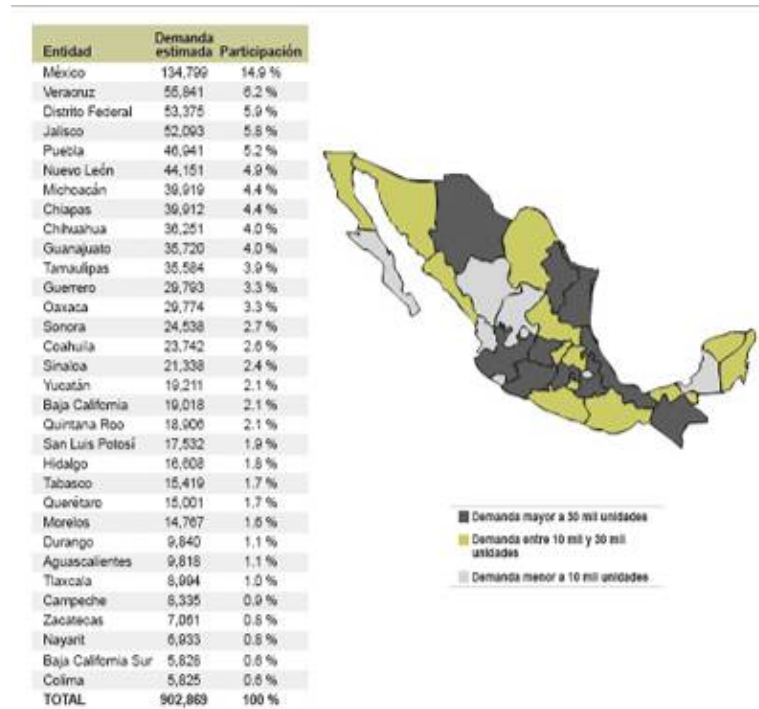 Demanda
Entidad estimada Participación
México 134,799 14.9 %
Veracruz 55,841 6.2 %
Distrito Federal 53,375 5.9 %
Jalisco 52,093 5.8 %
Puebla 46,941 5.2 %
Nuevo León 44,151 4.9 %
Michoacán 39,919 4.4 %
Chiapas 39,912 4.4 %
Chihuahua 36,251 4.0 %
Guanajuato 35,720 4.0 %
Tamaulipas 35,584 3.9 %
Guerrero 29,793 3.3 %
Oaxaca 29,774 3.3 %
Sonora 24,538 2.7 %
Coahuila 23,742 2.6 %
Sinaloa 21,338 2.4 %
Yucatán 19,211 2.1 %
Baja California 19,018 2.1 %
Quintana Roo 18,906 2.1 %
San Luis Potosí 17,532 1.9 %
Hidalgo 16,608 1.8 %
Tabasco 15,419 1.7 %
Querétaro 15,001 1.7 %
Morelos 14,767 1.6 %
Durango 9,840 1.1 %
Aguascalientes 9,818 1.1 %
Tlaxcala 8,994 1.0 %
Campeche 8,335 0.9 %
Zacatecas 7,061 0.8 %
Nayarit 6,933 0.8 %
Baja California Sur 5,828 0.6 %
Colima 5,825 0.6 %
TOTAL 902,869 100 %
Demanda mayor a 30 mil unidades
Demanda entre 10 mil y 30 mil
unidades
Demanda menor a 10 mil unidades